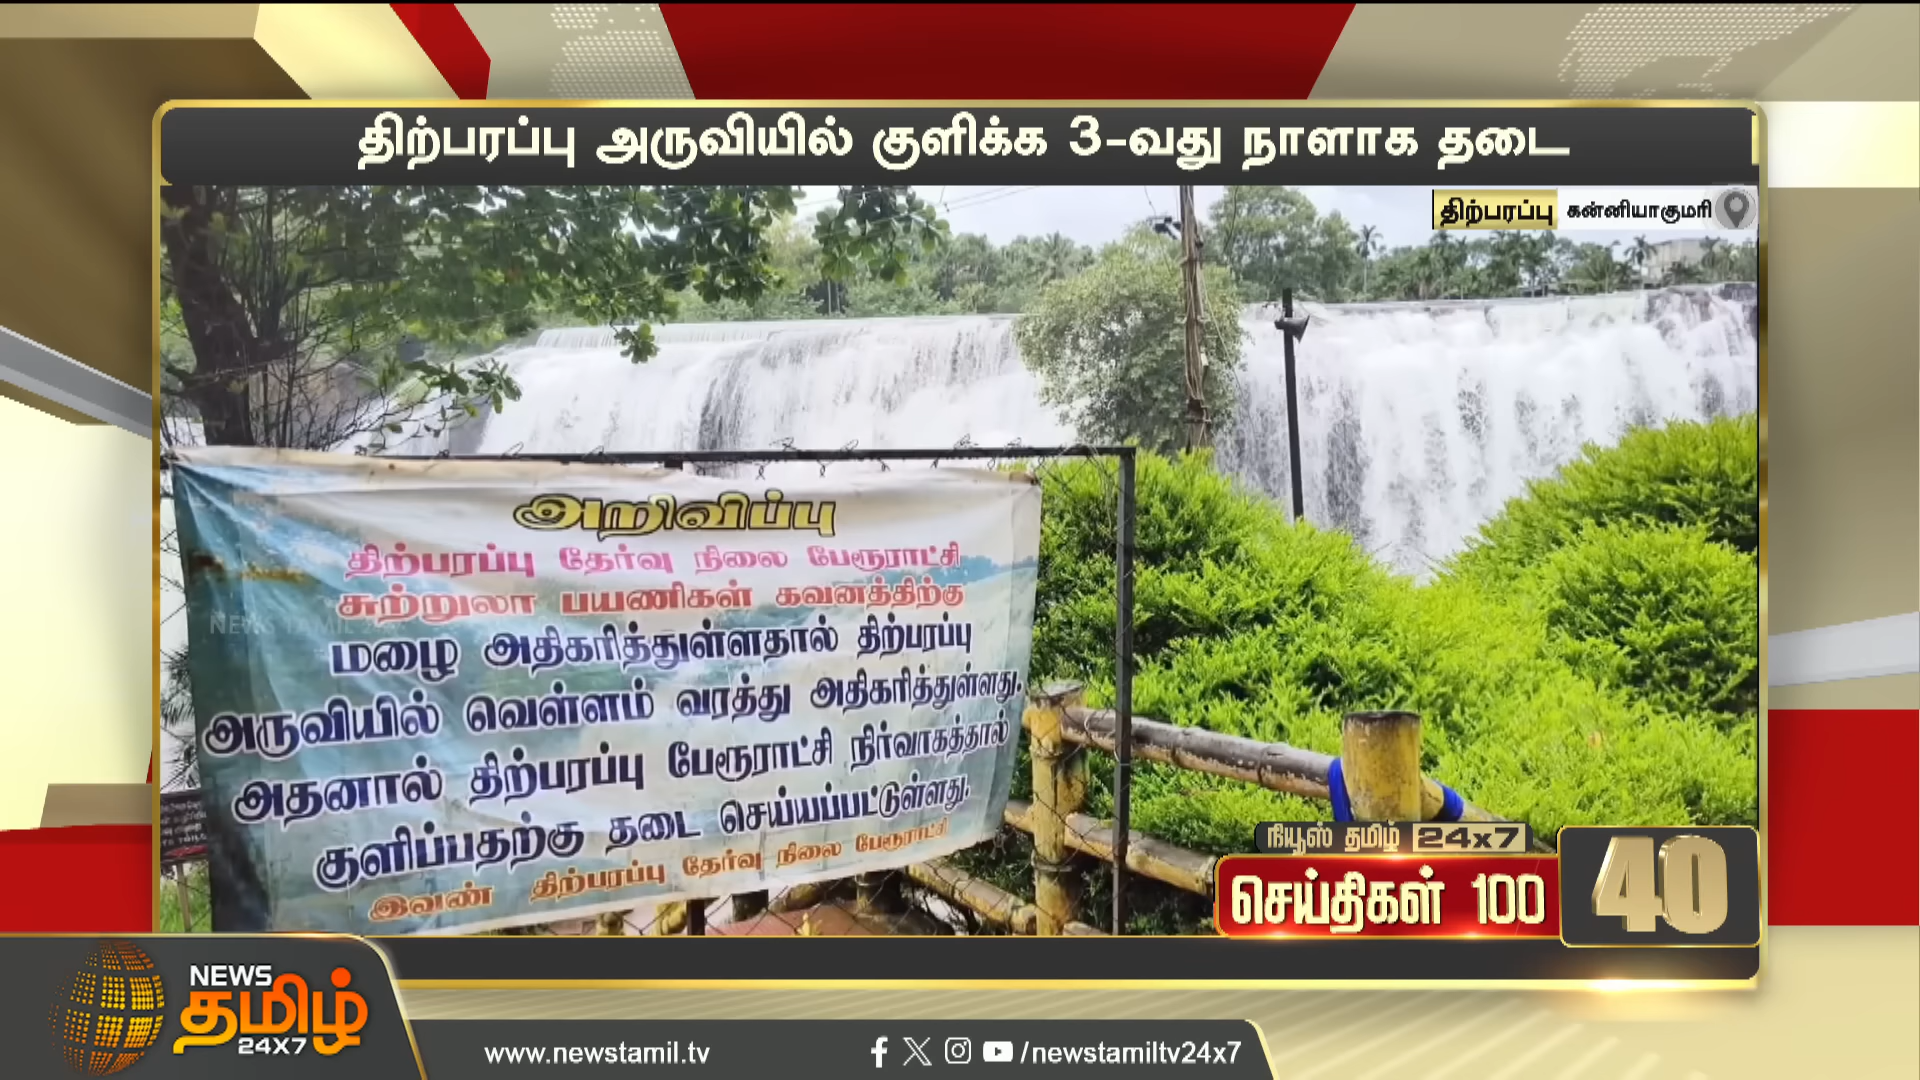 திற்பரப்பு அருவியில் குளிக்க 3-வது நாளாக தடை
திற்பரப்பு கன்னியாகுமரி
அறிவிப்பு
திற்பரப்பு தேர்வு நிலை பேரூராட்சி
சுற்றுலா பயணிகள் கவனத்திற்கு
மழை அதிகரித்துள்ளதால் திற்பரப்பு
அருவியில் வெள்ளம் வரத்து அதிகரித்துள்ளது.
அதனால் திற்பரப்பு பேரூராட்சி நிர்வாகத்தால்
குளிப்பதற்கு தடை செய்யப்பட்டுள்ளது.
இவண் திற்பரப்பு தேர்வு நிலை பேரூராட்சி
NEWS TAMIL
நியூஸ் தமிழ் 24x7
செய்திகள் 100
40
NEWS
தமிழ்
24X7
www.newstamil.tv
/newstamiltv24x7